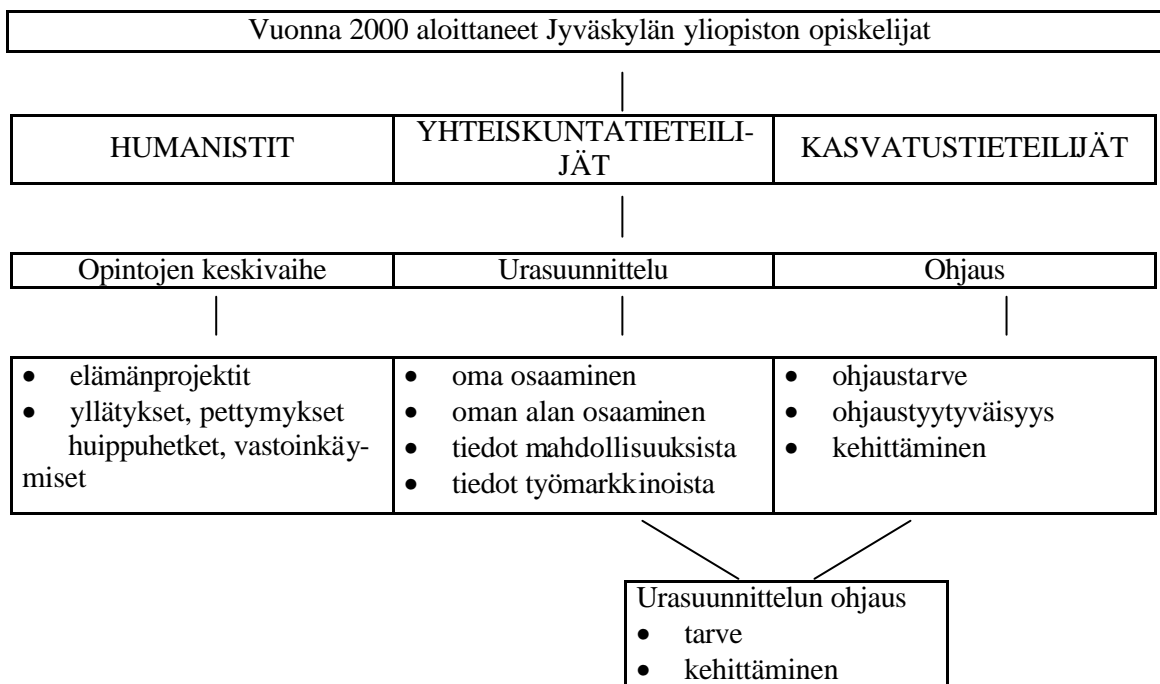 Vuonna 2000 aloittaneet Jyväskylän yliopiston opiskelijat
HUMANISTIT
YHTEISKUNTATIETEILI-
JÄT
KASVATUSTIETEILIJÄT
Opintojen keskivaihe
Urasuunnittelu
Ohjaus
• elämänprojektit
• yllätykset, pettymykset
huippuhetket, vastoinkäy-
miset
• oma osaaminen
• oman alan osaaminen
• tiedot mahdollisuuksista
• tiedot työmarkkinoista
• ohjaustarve
• ohjaustyytyväisyys
• kehittäminen
Urasuunnittelun ohjaus
• tarve
• kehittäminen